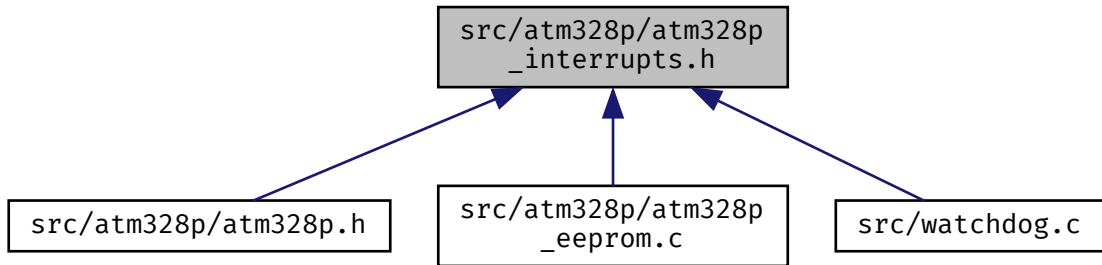 src/atm328p/atm328p
_interrupts.h
src/atm328p/atm328p.h
src/atm328p/atm328p
_eeprom.c
src/watchdog.c